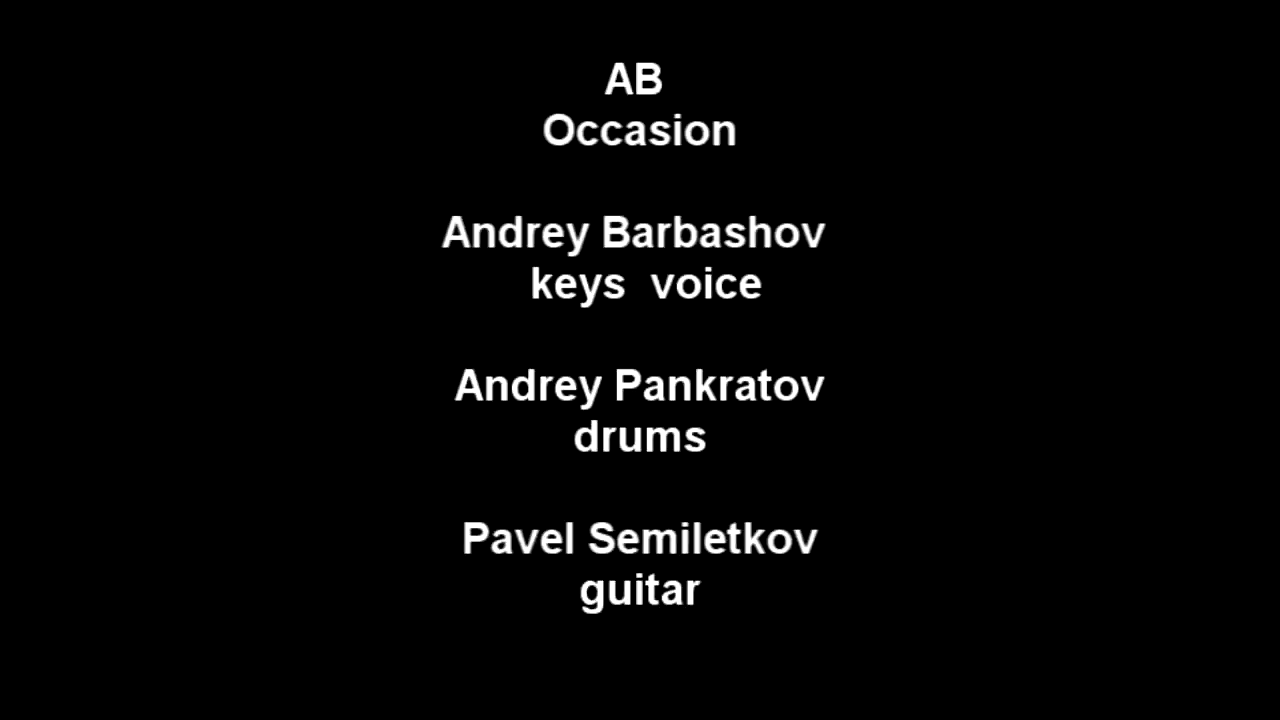 AB
Occasion
Andrey Barbashov
keys  voice
Andrey Pankratov
drums
Pavel Semiletkov
guitar